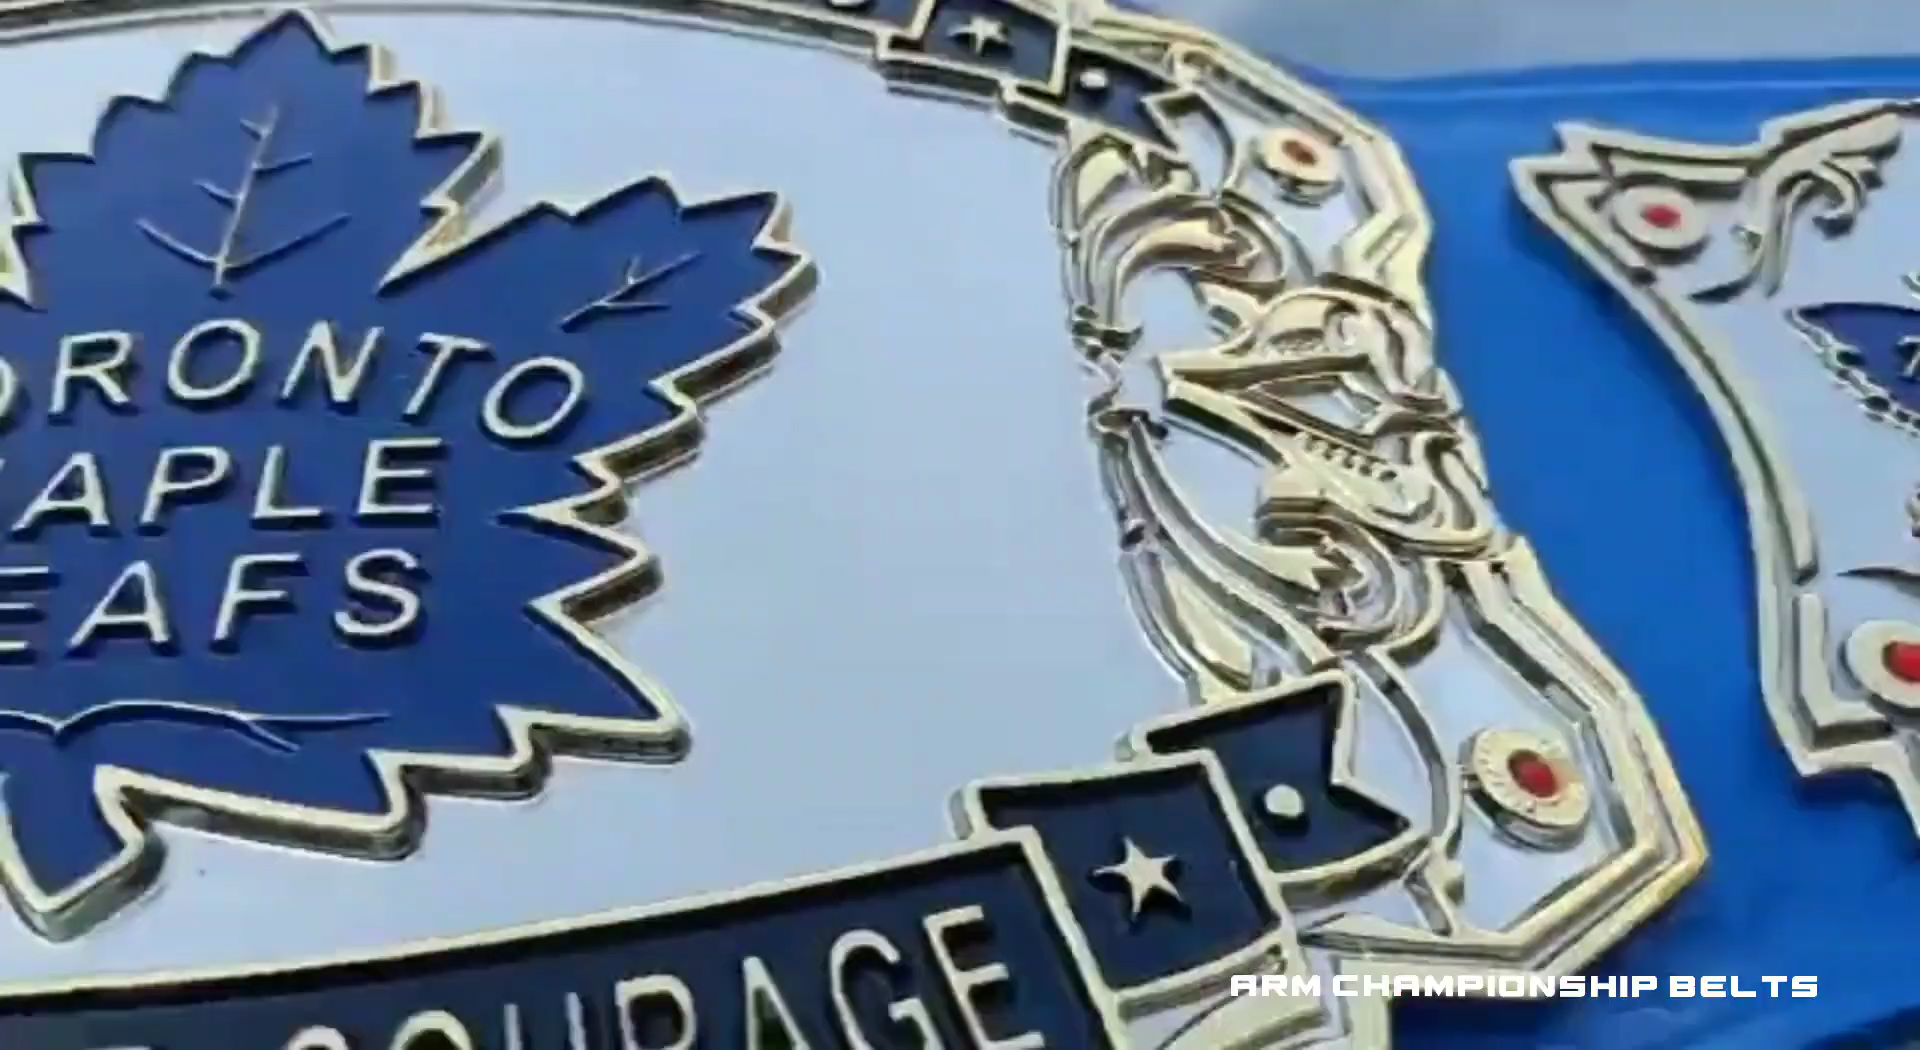 ORONTO
APLE
EAFS
COURAGE
ARM CHAMPIONSHIP BELTS